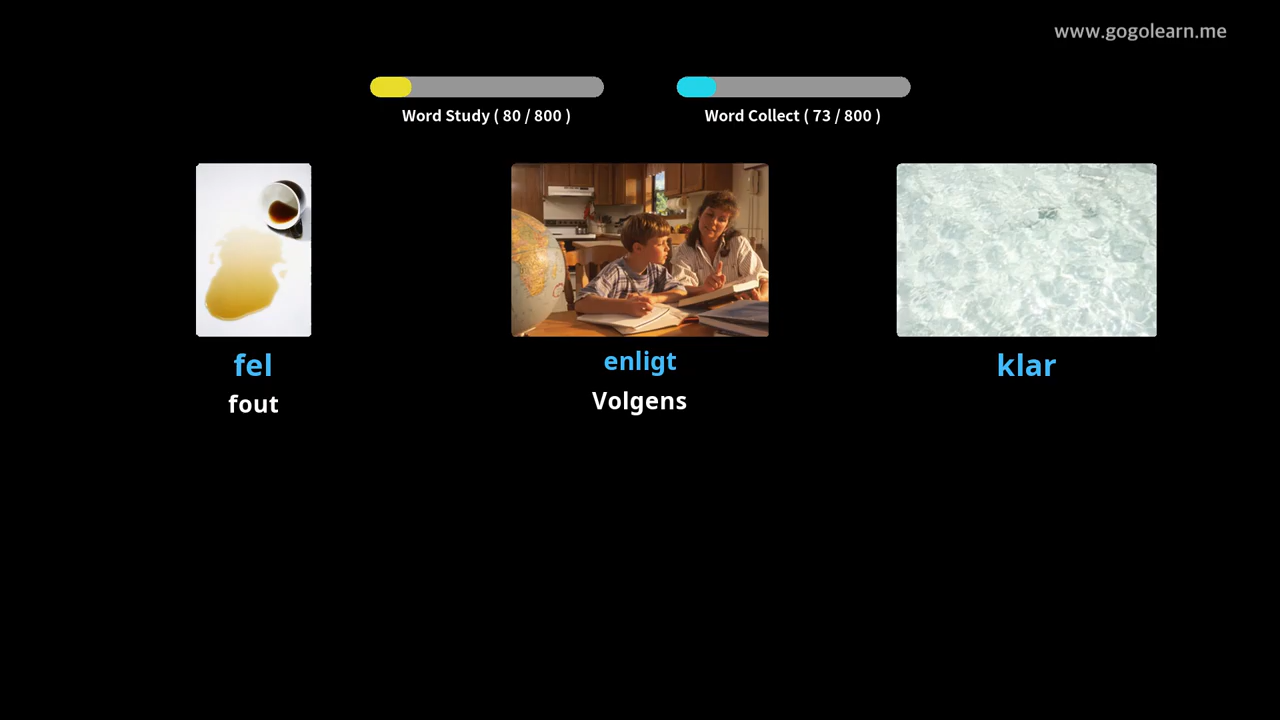 www.gogolearn.me
Word Study ( 80 / 800 )
Word Collect ( 73 / 800 )
fel
fout
enligt
Volgens
klar